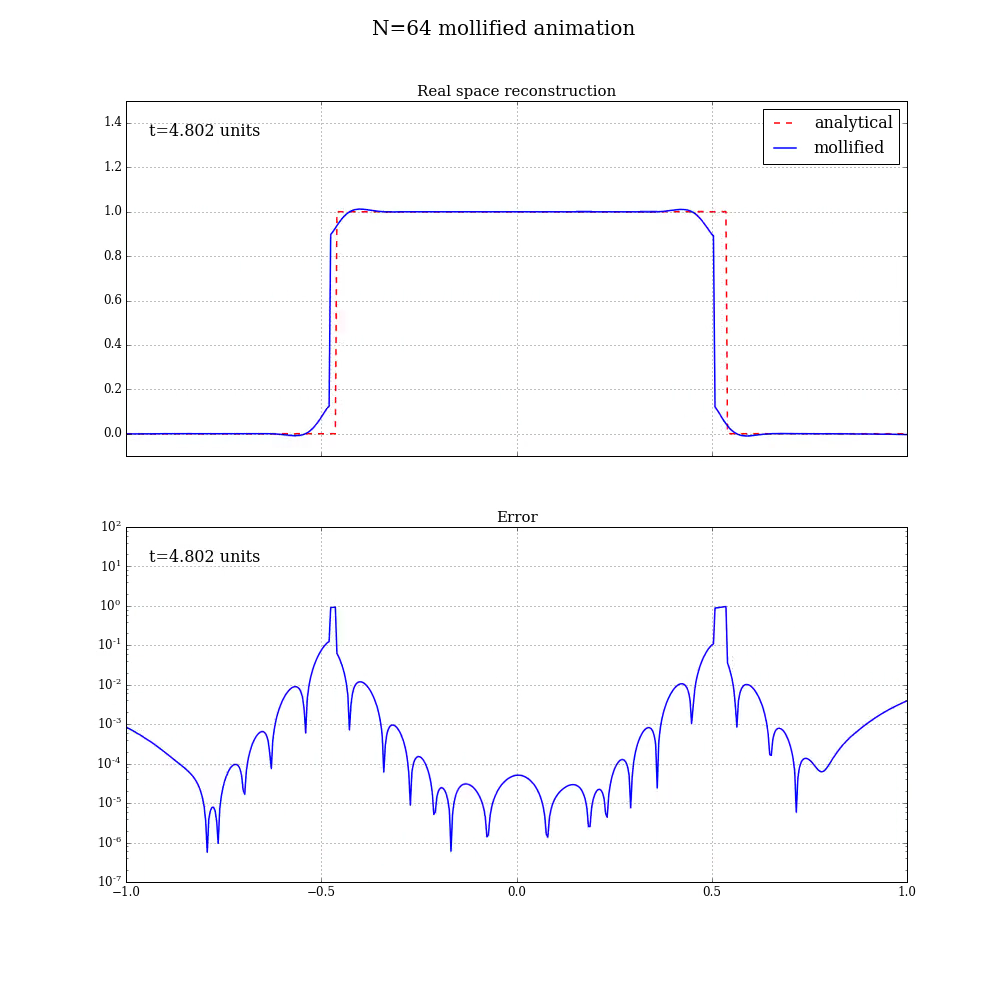 N=64 mollified animation
Real space reconstruction
t=4.802 units
analytical
mollified
1.4
1.2
1.0
0.8
0.6
0.4
0.2
0.0
Error
t=4.802 units
10²
10¹
10⁰
10⁻¹
10⁻²
10⁻³
10⁻⁴
10⁻⁵
10⁻⁶
10⁻⁷
−1.0 −0.5 0.0 0.5 1.0